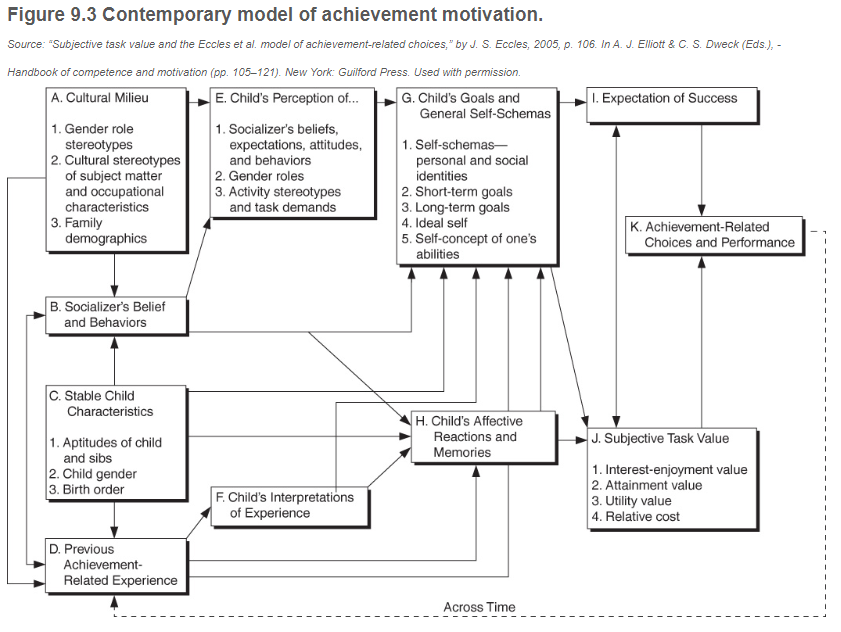 Figure 9.3 Contemporary model of achievement motivation.
Source: “Subjective task value and the Eccles et al. model of achievement-related choices,” by J. S. Eccles, 2005, p. 106. In A. J. Elliott & C. S. Dweck (Eds.), -
Handbook of competence and motivation (pp. 105–121). New York: Guilford Press. Used with permission.
A. Cultural Milieu
1. Gender role
stereotypes
2. Cultural stereotypes
of subject matter
and occupational
characteristics
3. Family
demographics
E. Child’s Perception of...
1. Socializer’s beliefs,
expectations, attitudes,
and behaviors
2. Gender roles
3. Activity stereotypes
and task demands
G. Child’s Goals and
General Self-Schemas
1. Self-schemas—
personal and social
identities
2. Short-term goals
3. Long-term goals
4. Ideal self
5. Self-concept of one’s
abilities
I. Expectation of Success
K. Achievement-Related
Choices and Performance
B. Socializer’s Belief
and Behaviors
C. Stable Child
Characteristics
1. Aptitudes of child
and sibs
2. Child gender
3. Birth order
H. Child’s Affective
Reactions and
Memories
J. Subjective Task Value
1. Interest-enjoyment value
2. Attainment value
3. Utility value
4. Relative cost
F. Child’s Interpretations
of Experience
D. Previous
Achievement-
Related Experience
Across Time